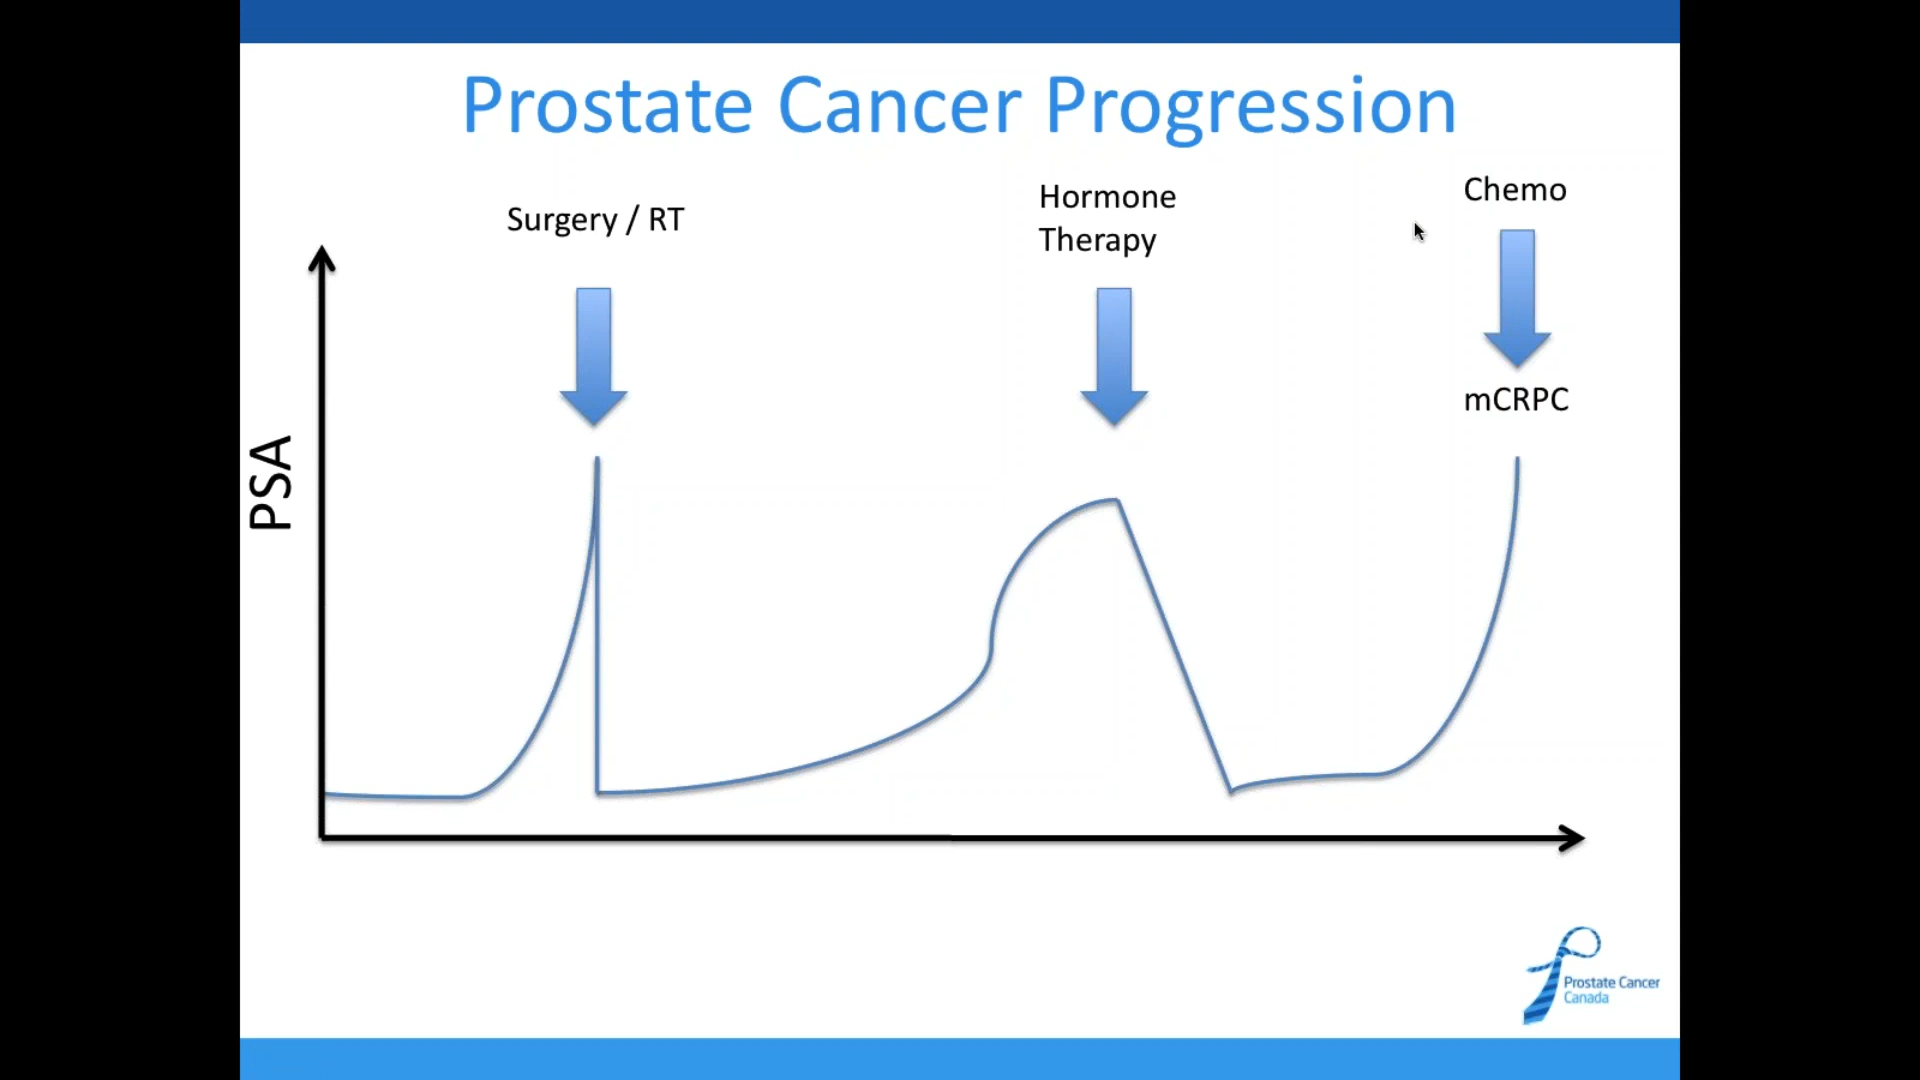 Prostate Cancer Progression
Surgery / RT
Hormone
Therapy
Chemo
mCRPC
PSA
Prostate Cancer
Canada